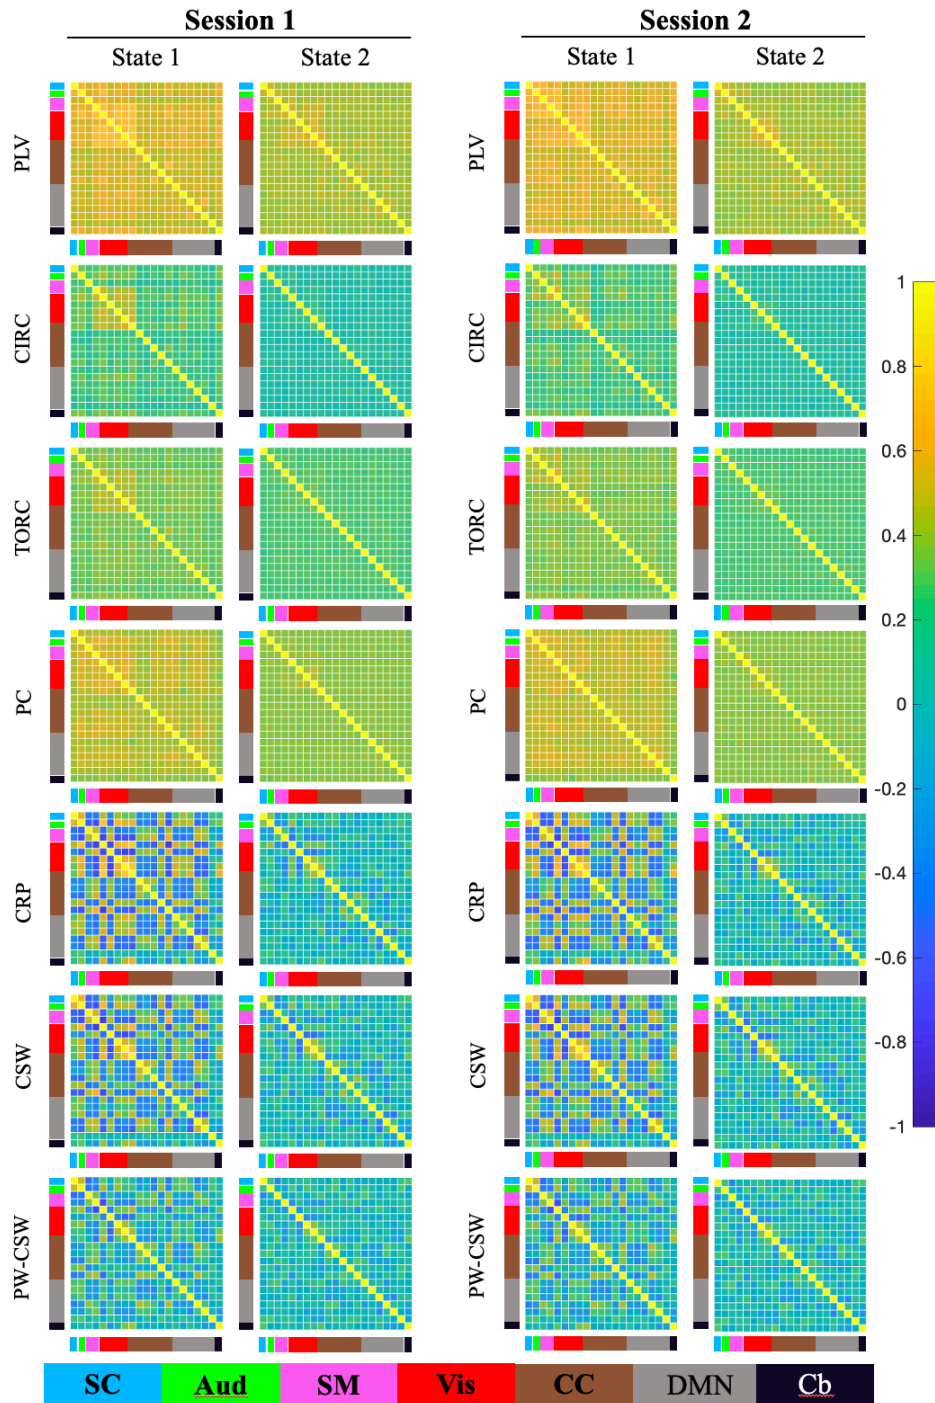 Session 1 Session 2
State 1 State 2 State 1 State 2
PLV PLV
CIRC CIRC
1
0.8
0.6
TORC TORC
0.4
0.2
PC PC
0
-0.2
CRP CRP
-0.4
-0.6
CSW CSW
-0.8
-1
PW-CSW PW-CSW
SC Aud SM Vis CC DMN Cb